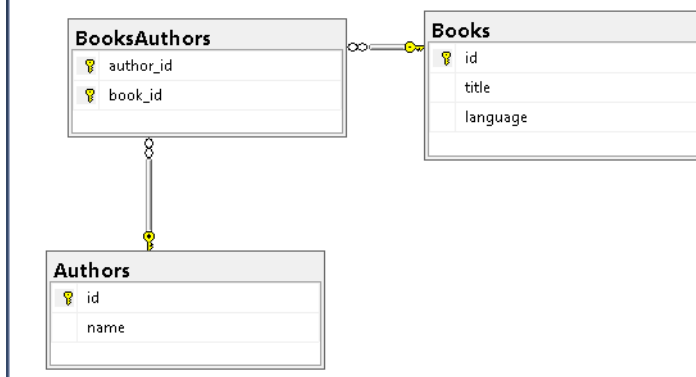 BooksAuthors
author_id
book_id
Books
id
title
language
Authors
id
name